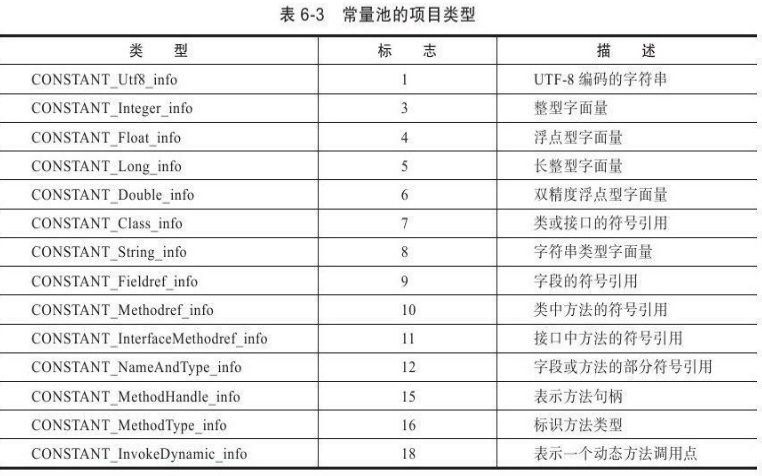 表 6-3 常量池的项目类型
类 型 标 志 描 述
CONSTANT_Utf8_info 1 UTF-8 编码的字符串
CONSTANT_Integer_info 3 整型字面量
CONSTANT_Float_info 4 浮点型字面量
CONSTANT_Long_info 5 长整型字面量
CONSTANT_Double_info 6 双精度浮点型字面量
CONSTANT_Class_info 7 类或接口的符号引用
CONSTANT_String_info 8 字符串类型字面量
CONSTANT_Fieldref_info 9 字段的符号引用
CONSTANT_Methodref_info 10 类中方法的符号引用
CONSTANT_InterfaceMethodref_info 11 接口中方法的符号引用
CONSTANT_NameAndType_info 12 字段或方法的部分符号引用
CONSTANT_MethodHandle_info 15 表示方法句柄
CONSTANT_MethodType_info 16 标识方法类型
CONSTANT_InvokeDynamic_info 18 表示一个动态方法调用点